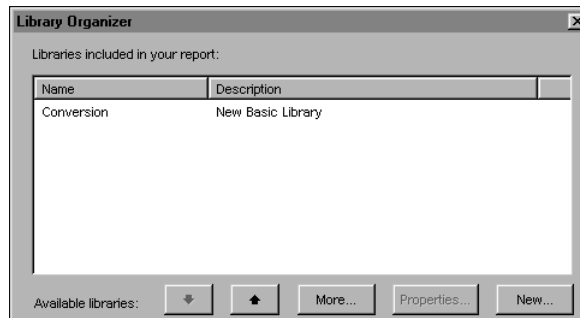 Library Organizer
Libraries included in your report:
Name Description
Conversion New Basic Library
Available libraries: More... Properties... New...